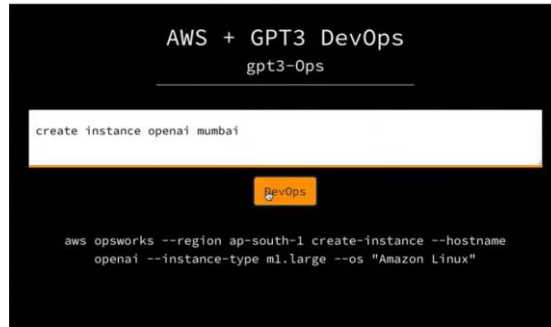 AWS + GPT3 DevOps
gpt3-Ops
create instance openai mumbai
DevOps
aws opsworks --region ap-south-1 create-instance --hostname
openai --instance-type m1.large --os "Amazon Linux"